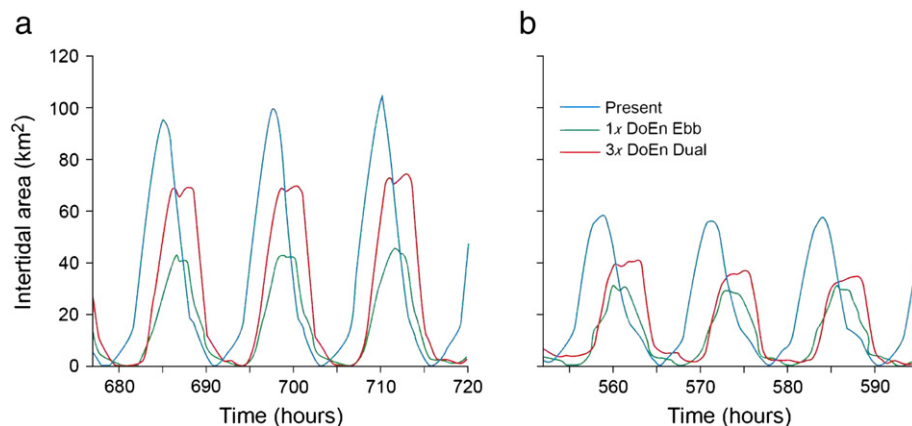 a
b
120
100
80
60
40
20
0
Intertidal area (km²)
680 690 700 710 720
Time (hours)
Present
1x DoEn Ebb
3x DoEn Dual
560 570 580 590
Time (hours)